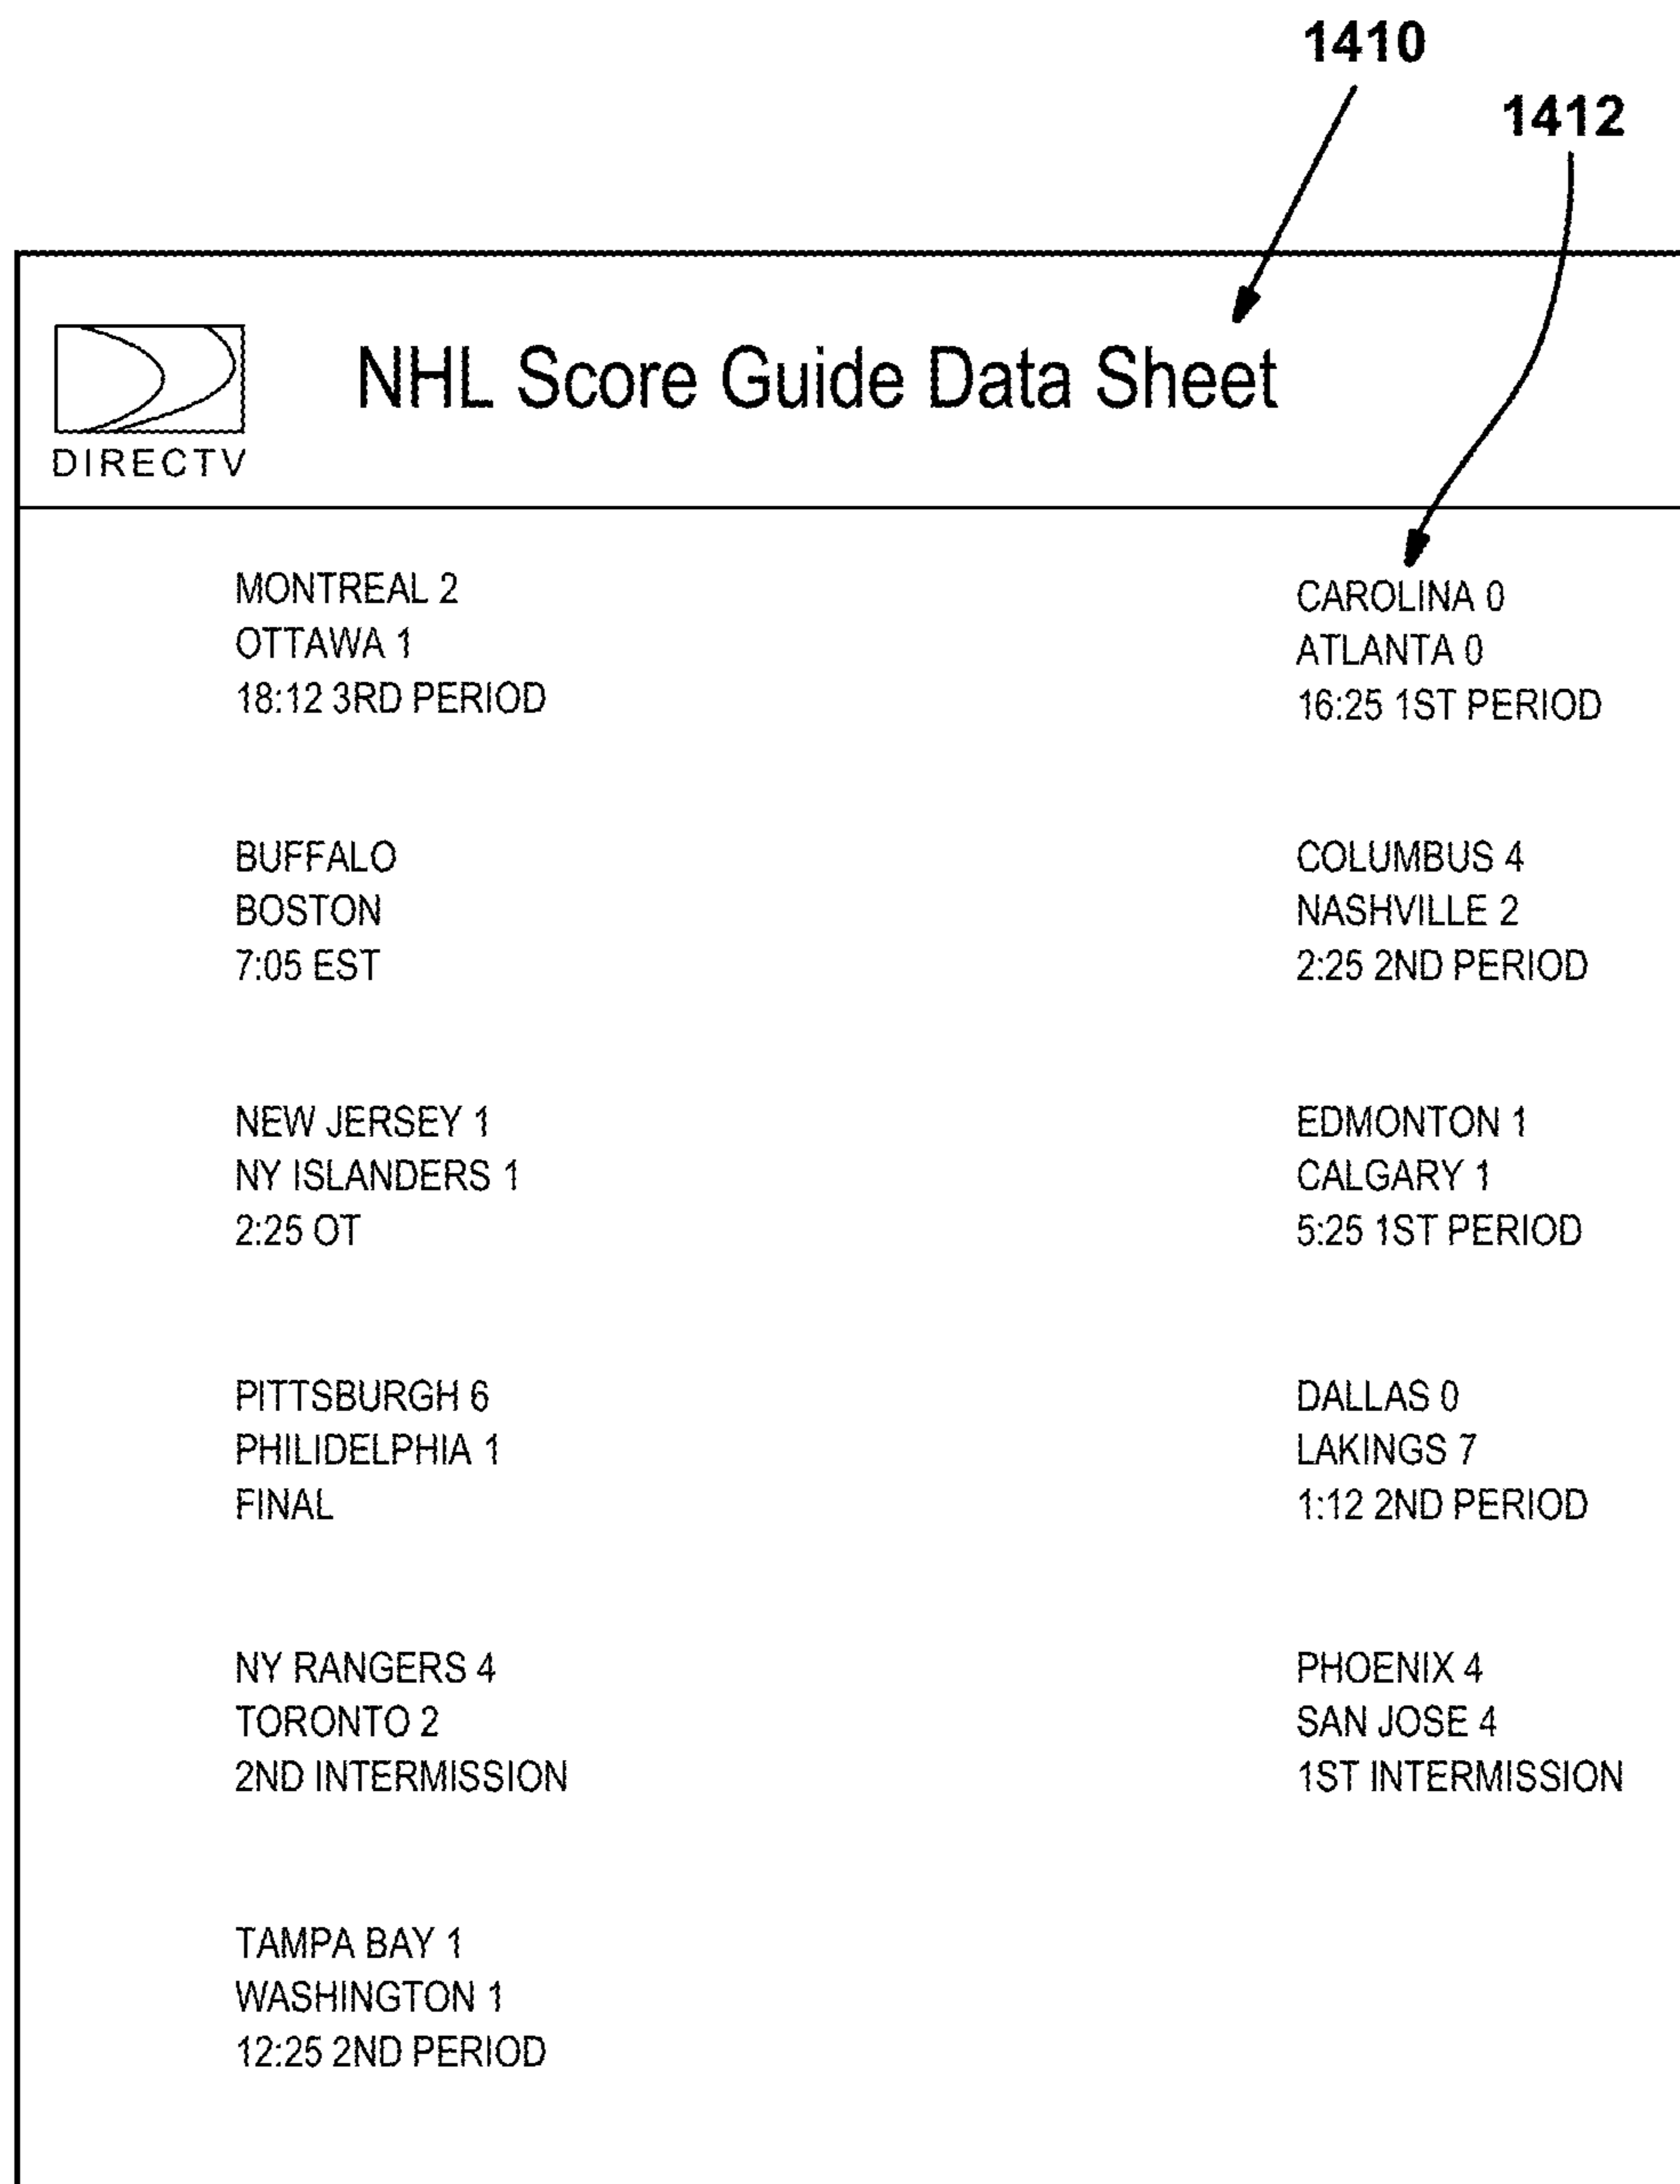 1410
1412
DIRECTV
NHL Score Guide Data Sheet
MONTREAL 2
OTTAWA 1
18:12 3RD PERIOD
BUFFALO
BOSTON
7:05 EST
NEW JERSEY 1
NY ISLANDERS 1
2:25 OT
PITTSBURGH 6
PHILIDELPHIA 1
FINAL
NY RANGERS 4
TORONTO 2
2ND INTERMISSION
TAMPA BAY 1
WASHINGTON 1
12:25 2ND PERIOD
CAROLINA 0
ATLANTA 0
16:25 1ST PERIOD
COLUMBUS 4
NASHVILLE 2
2:25 2ND PERIOD
EDMONTON 1
CALGARY 1
5:25 1ST PERIOD
DALLAS 0
LAKINGS 7
1:12 2ND PERIOD
PHOENIX 4
SAN JOSE 4
1ST INTERMISSION